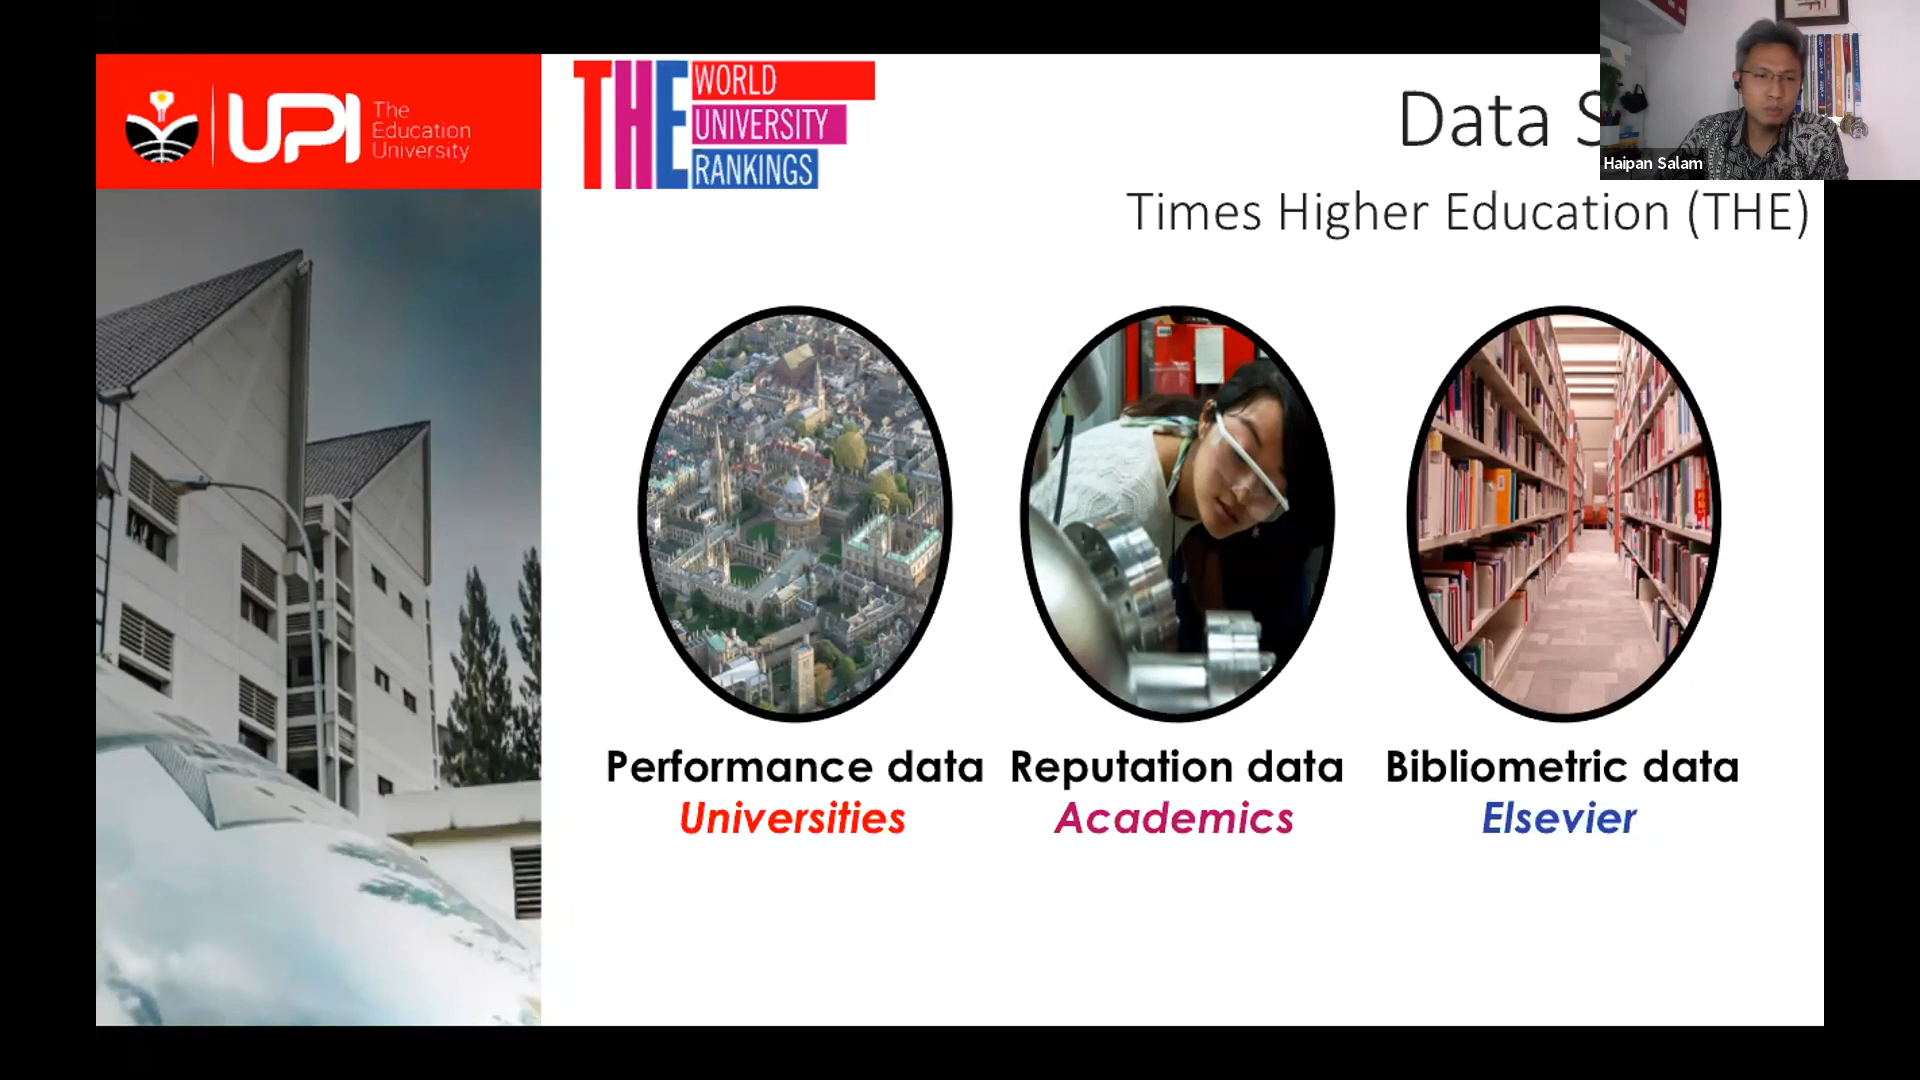 UPI
The
Education
University
THE
WORLD
UNIVERSITY
RANKINGS
Data
Haipan Salam
Times Higher Education (THE)
Performance data
Universities
Reputation data
Academics
Bibliometric data
Elsevier